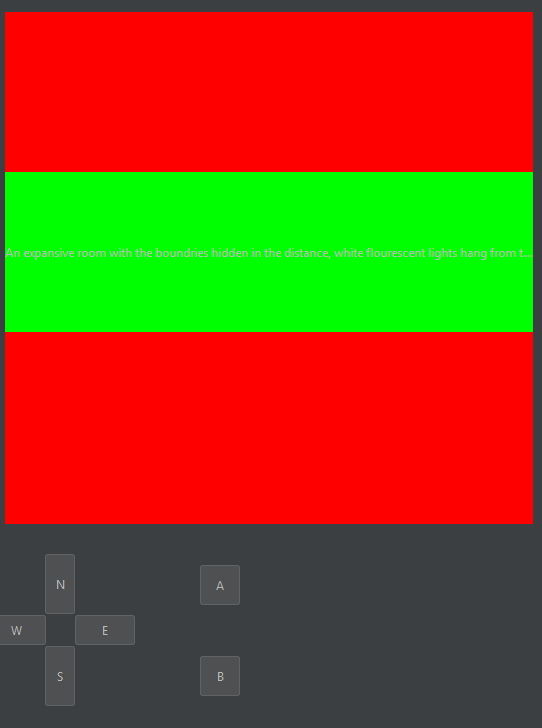 An expansive room with the boundries hidden in the distance, white flourescent lights hang from t...
N
A
W
E
S
B